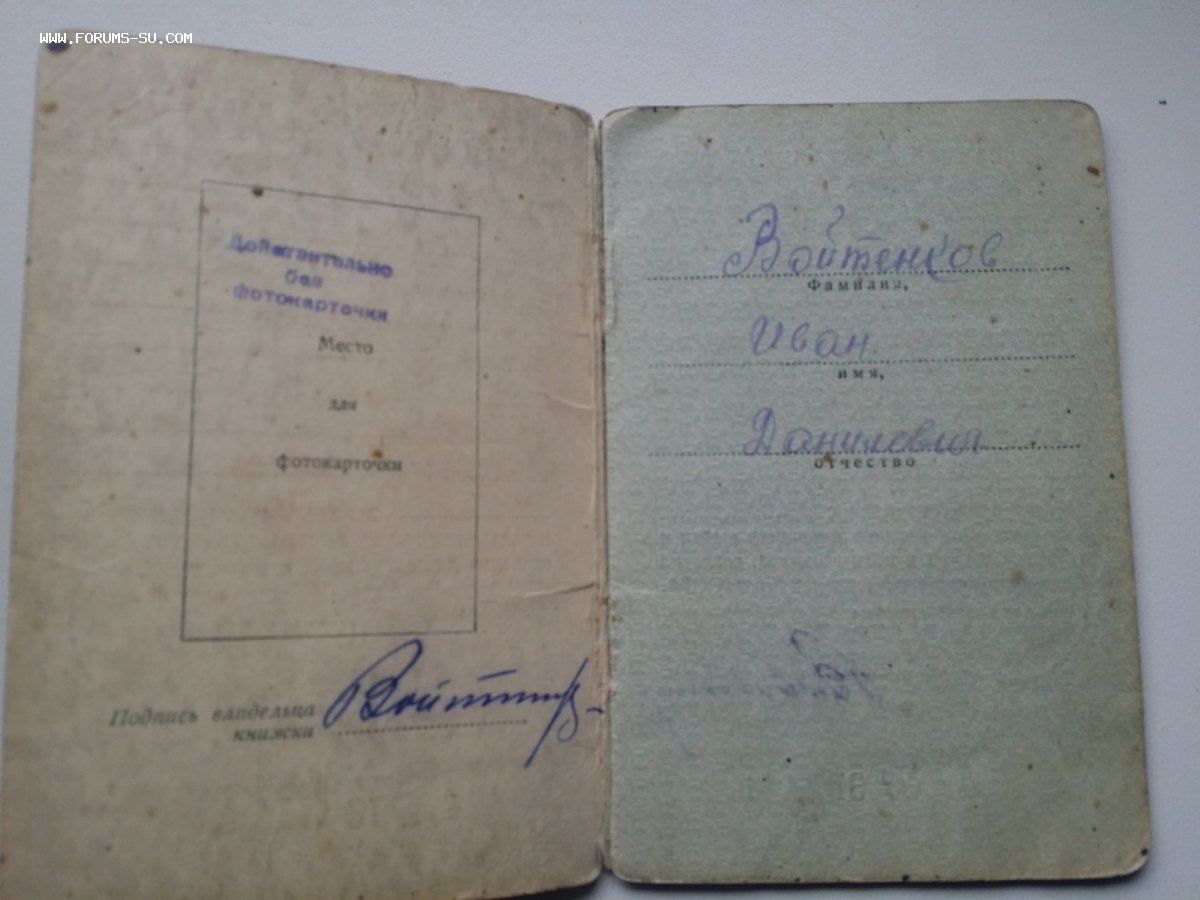 WWW.FORUMS-SU.COM
Действительно
без
фотокарточки
Место
для
фотокарточки
Подпись владельца
книжки
Войтенков
Фамилия,
Иван
имя,
Данилович
отчество